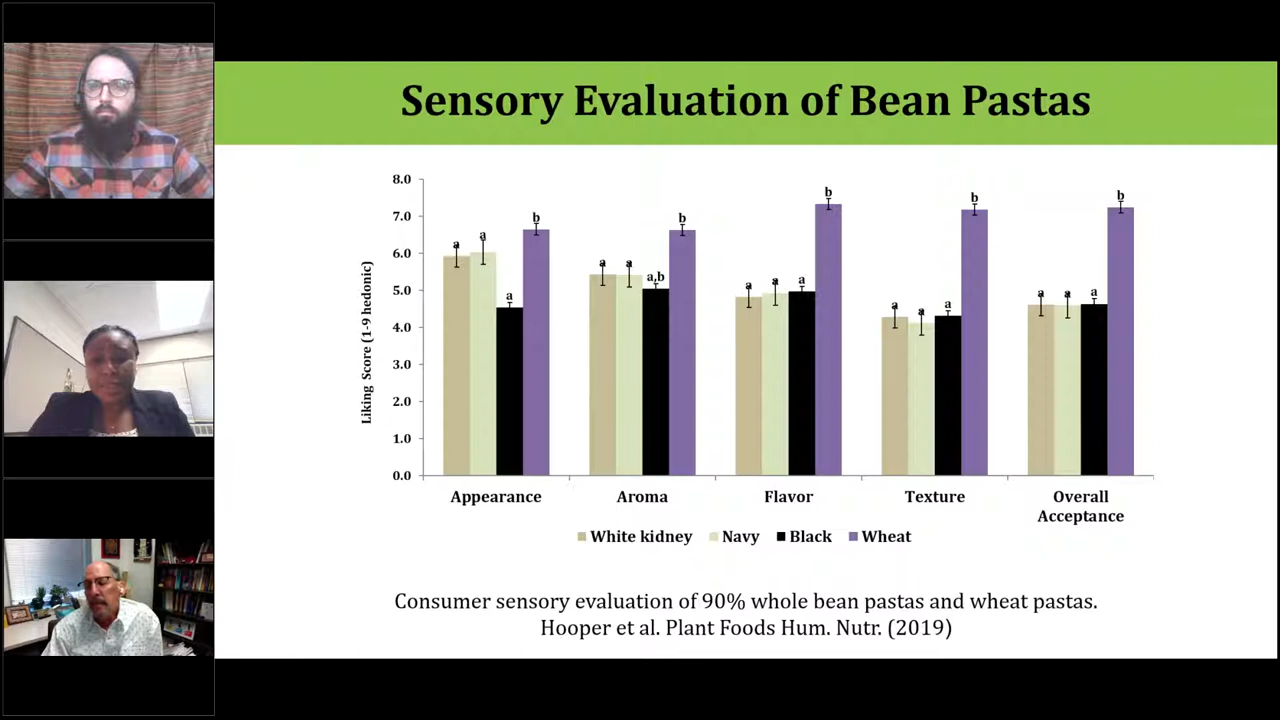 Sensory Evaluation of Bean Pastas
8.0
7.0
6.0
5.0
4.0
3.0
2.0
1.0
0.0
Liking Score (1-9 hedonic)
a a a b
a a a,b b
a a a b
a a a b
a a a b
Appearance Aroma Flavor Texture Overall
Acceptance
White kidney Navy Black Wheat
Consumer sensory evaluation of 90% whole bean pastas and wheat pastas.
Hooper et al. Plant Foods Hum. Nutr. (2019)